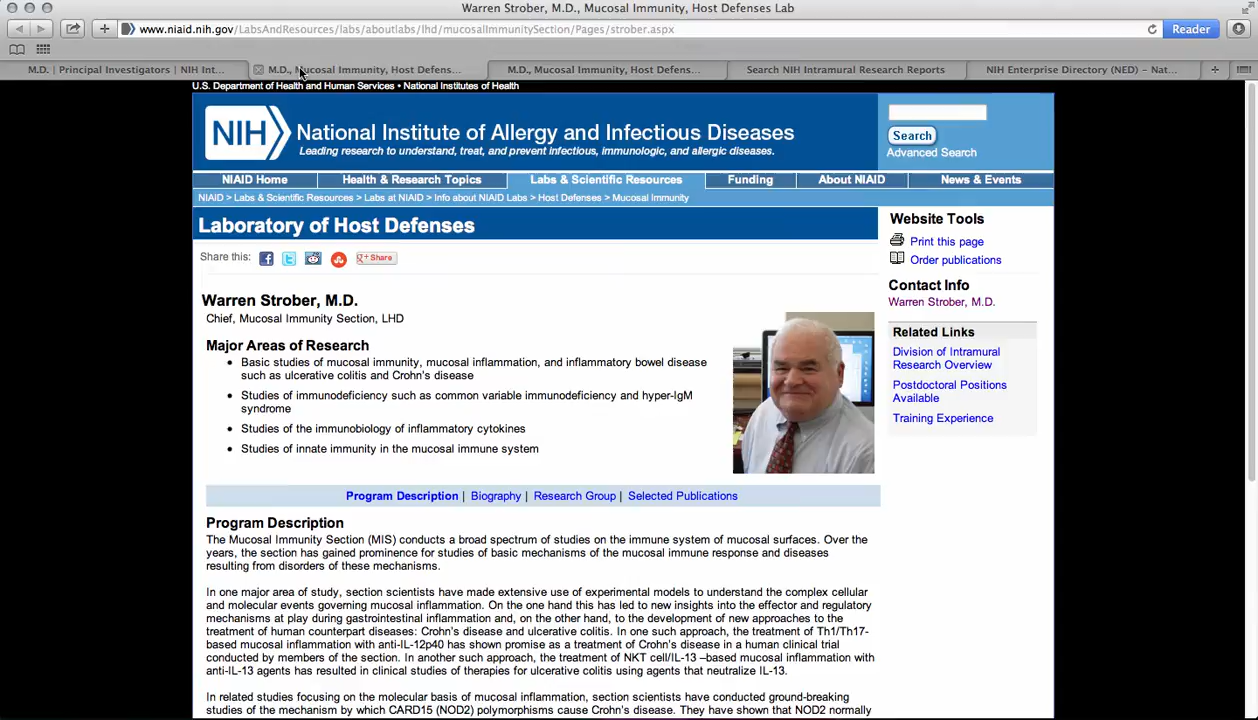 Warren Strober, M.D., Mucosal Immunity, Host Defenses Lab
www.niaid.nih.gov/LabsAndResources/labs/aboutlabs/lhd/mucosalImmunitySection/Pages/strober.aspx
Reader
M.D. | Principal Investigators | NIH Int...
M.D., Mucosal Immunity, Host Defens...
M.D., Mucosal Immunity, Host Defens...
Search NIH Intramural Research Reports
NIH Enterprise Directory (NED) – Nat...
U.S. Department of Health and Human Services • National Institutes of Health
NIH
National Institute of Allergy and Infectious Diseases
Leading research to understand, treat, and prevent infectious, immunologic, and allergic diseases.
Search
Advanced Search
NIAID Home
Health & Research Topics
Labs & Scientific Resources
Funding
About NIAID
News & Events
NIAID > Labs & Scientific Resources > Labs at NIAID > Info about NIAID Labs > Host Defenses > Mucosal Immunity
Laboratory of Host Defenses
Share this:
g+ Share
Warren Strober, M.D.
Chief, Mucosal Immunity Section, LHD
Major Areas of Research
• Basic studies of mucosal immunity, mucosal inflammation, and inflammatory bowel disease
such as ulcerative colitis and Crohn's disease
• Studies of immunodeficiency such as common variable immunodeficiency and hyper-IgM
syndrome
• Studies of the immunobiology of inflammatory cytokines
• Studies of innate immunity in the mucosal immune system
Program Description | Biography | Research Group | Selected Publications
Program Description
The Mucosal Immunity Section (MIS) conducts a broad spectrum of studies on the immune system of mucosal surfaces. Over the
years, the section has gained prominence for studies of basic mechanisms of the mucosal immune response and diseases
resulting from disorders of these mechanisms.
In one major area of study, section scientists have made extensive use of experimental models to understand the complex cellular
and molecular events governing mucosal inflammation. On the one hand this has led to new insights into the effector and regulatory
mechanisms at play during gastrointestinal inflammation and, on the other hand, to the development of new approaches to the
treatment of human counterpart diseases: Crohn's disease and ulcerative colitis. In one such approach, the treatment of Th1/Th17-
based mucosal inflammation with anti-IL-12p40 has shown promise as a treatment of Crohn's disease in a human clinical trial
conducted by members of the section. In another such approach, the treatment of NKT cell/IL-13 –based mucosal inflammation with
anti-IL-13 agents has resulted in clinical studies of therapies for ulcerative colitis using agents that neutralize IL-13.
In related studies focusing on the molecular basis of mucosal inflammation, section scientists have conducted ground-breaking
studies of the mechanism by which CARD15 (NOD2) polymorphisms cause Crohn's disease. They have shown that NOD2 normally
Website Tools
Print this page
Order publications
Contact Info
Warren Strober, M.D.
Related Links
Division of Intramural
Research Overview
Postdoctoral Positions
Available
Training Experience